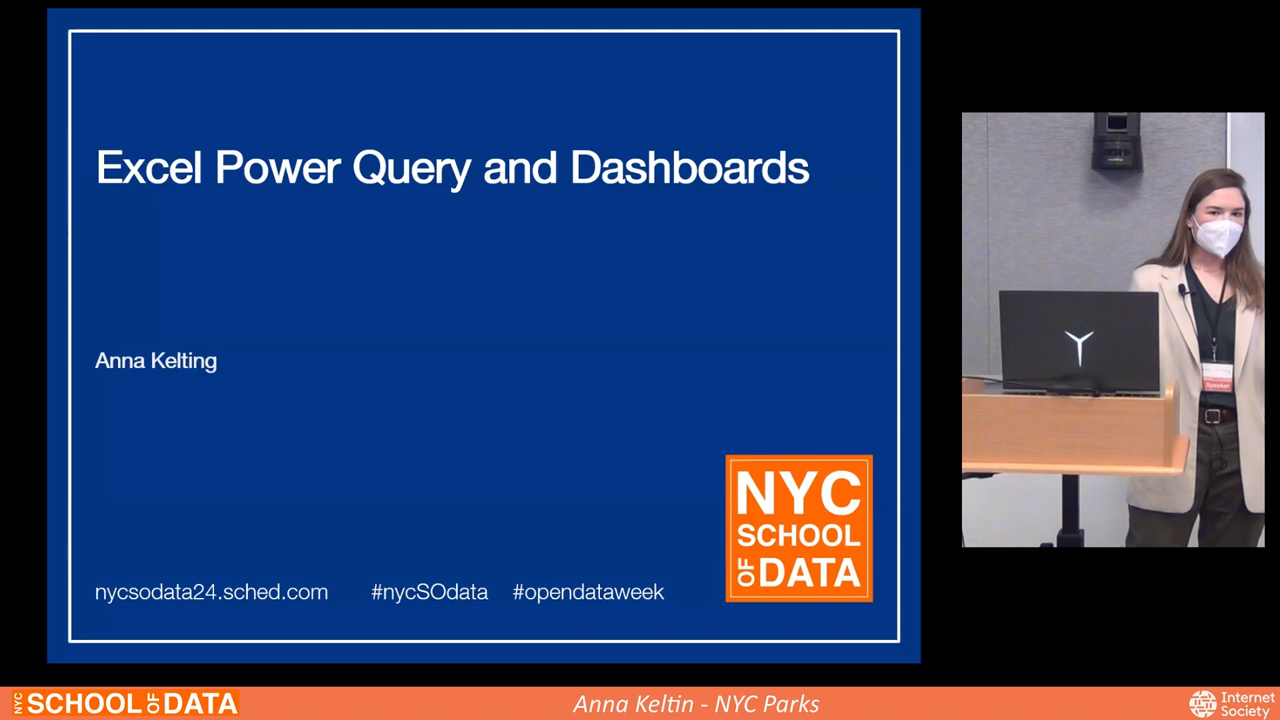 Excel Power Query and Dashboards
Anna Kelting
NYC
SCHOOL
OF DATA
nycsodata24.sched.com #nycSOdata #opendataweek
Speaker
NYC SCHOOL OF DATA
Anna Keltin - NYC Parks
Internet
Society